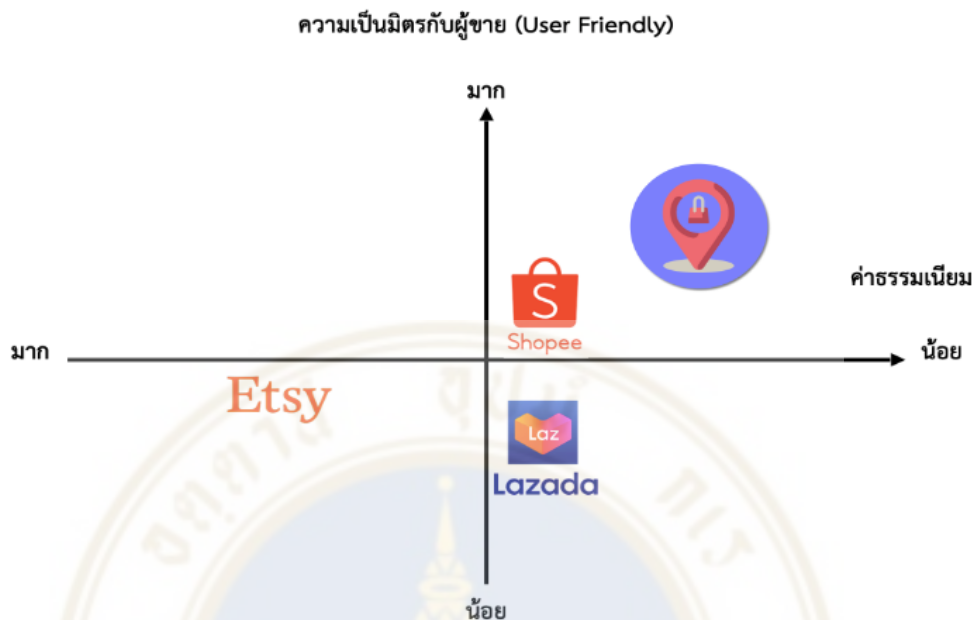 ความเป็นมิตรกับผู้ขาย (User Friendly)
มาก
ค่าธรรมเนียม
S
Shopee
มาก
น้อย
Etsy
Laz
Lazada
น้อย